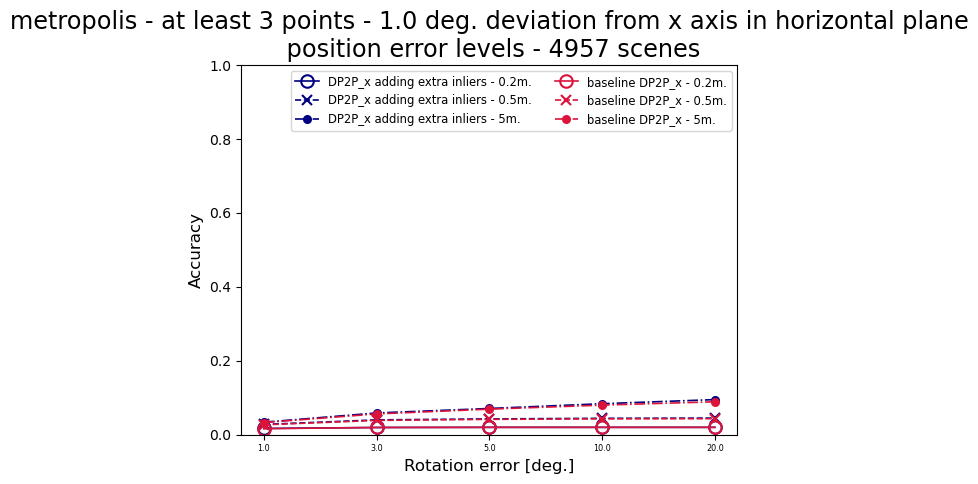 metropolis - at least 3 points - 1.0 deg. deviation from x axis in horizontal plane
position error levels - 4957 scenes
DP2P_x adding extra inliers - 0.2m.
DP2P_x adding extra inliers - 0.5m.
DP2P_x adding extra inliers - 5m.
baseline DP2P_x - 0.2m.
baseline DP2P_x - 0.5m.
baseline DP2P_x - 5m.
1.0
0.8
0.6
0.4
0.2
0.0
Accuracy
1.0 3.0 5.0 10.0 20.0
Rotation error [deg.]